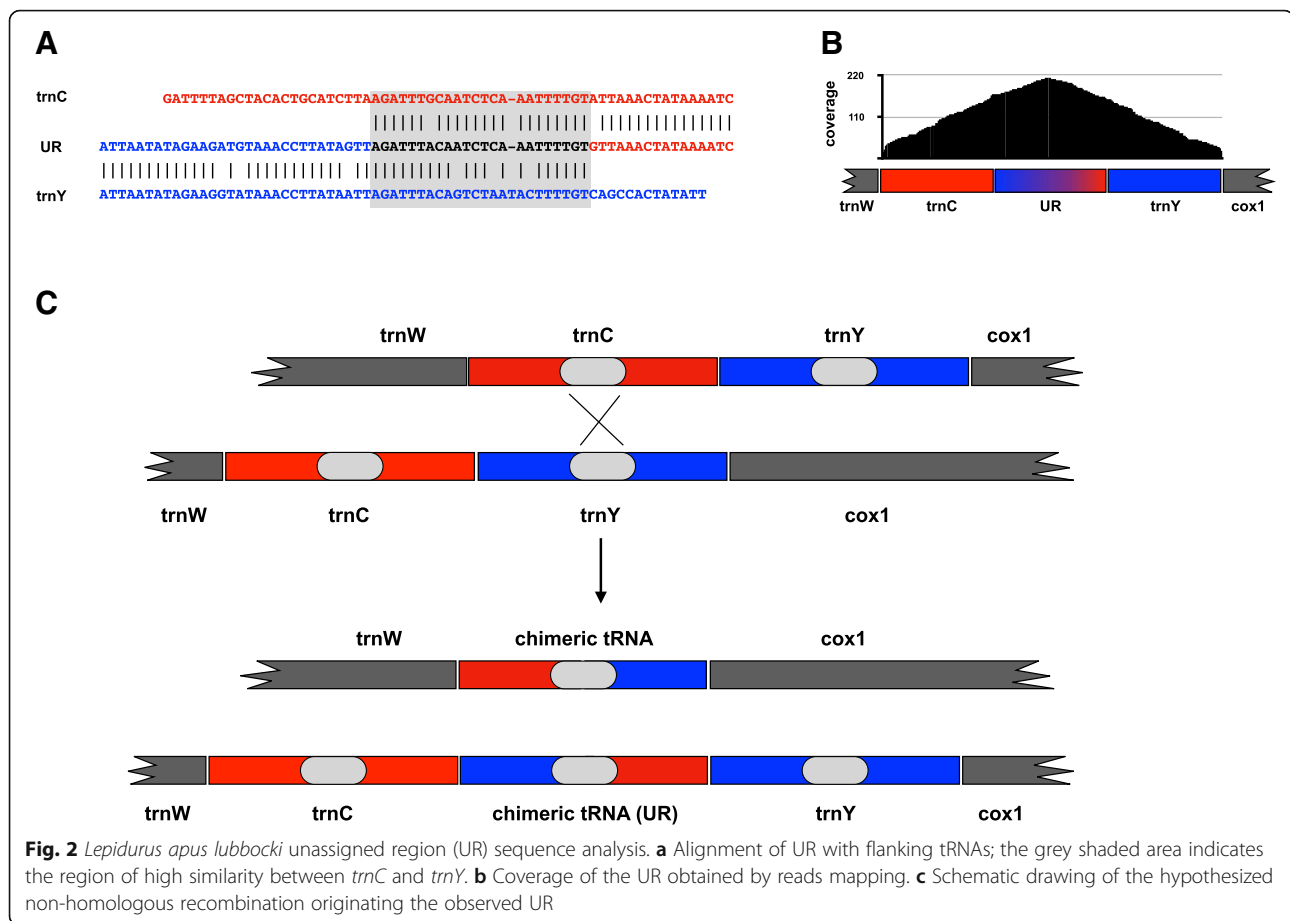 A
trnC GATTTTAGCTACACTGCATCTTAAGATTTGCAATCTCA-AATTTTGTATTAAACTATAAAATC
UR ATTAATATAGAAGATGTAAACCTTATAGTTAGATTTACAATCTCA-AATTTTGTGTTAAACTATAAAATC
trnY ATTAATATAGAAGGTATAAACCTTATAATTAGATTTACAGTCTAATACTTTTGTCAGCCACTATATT
B
220
110
coverage
trnW trnC UR trnY cox1
C
trnW trnC trnY cox1
trnW trnC trnY cox1
trnW chimeric tRNA cox1
trnW trnC chimeric tRNA (UR) trnY cox1
Fig. 2 Lepidurus apus lubbocki unassigned region (UR) sequence analysis. a Alignment of UR with flanking tRNAs; the grey shaded area indicates
the region of high similarity between trnC and trnY. b Coverage of the UR obtained by reads mapping. c Schematic drawing of the hypothesized
non-homologous recombination originating the observed UR